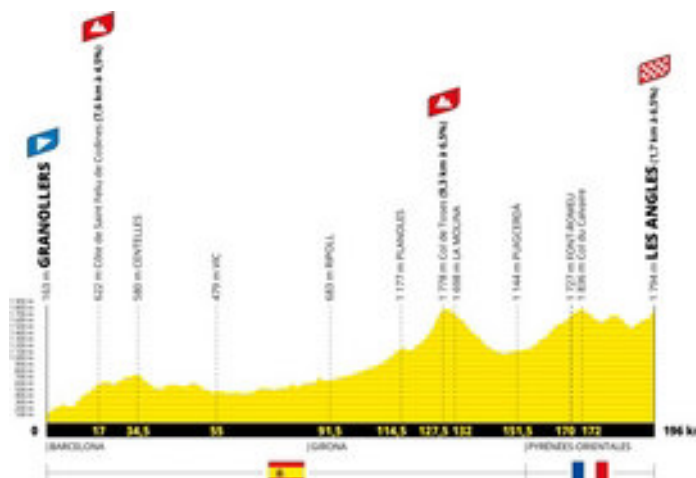 163 m GRANOLLERS
622 m Côte de Saint Feliu de Codines (7,6 km à 4,5%)
580 m CENTELLES
479 m VIC
683 m RIPOLL
1 177 m PLANOLES
1 778 m Col de Toses (9,3 km à 6,5%)
1 698 m LA MOLINA
1 144 m PUIGCERDÀ
1 727 m FONT-ROMEU
1 836 m Col du Calvaire
1 794 m LES ANGLES (1,7 km à 6.5%)
0 17 34,5 55 91,5 114,5 127,5 132 151,5 170 172 196 km
BARCELONA GIRONA PYRÉNÉES-ORIENTALES